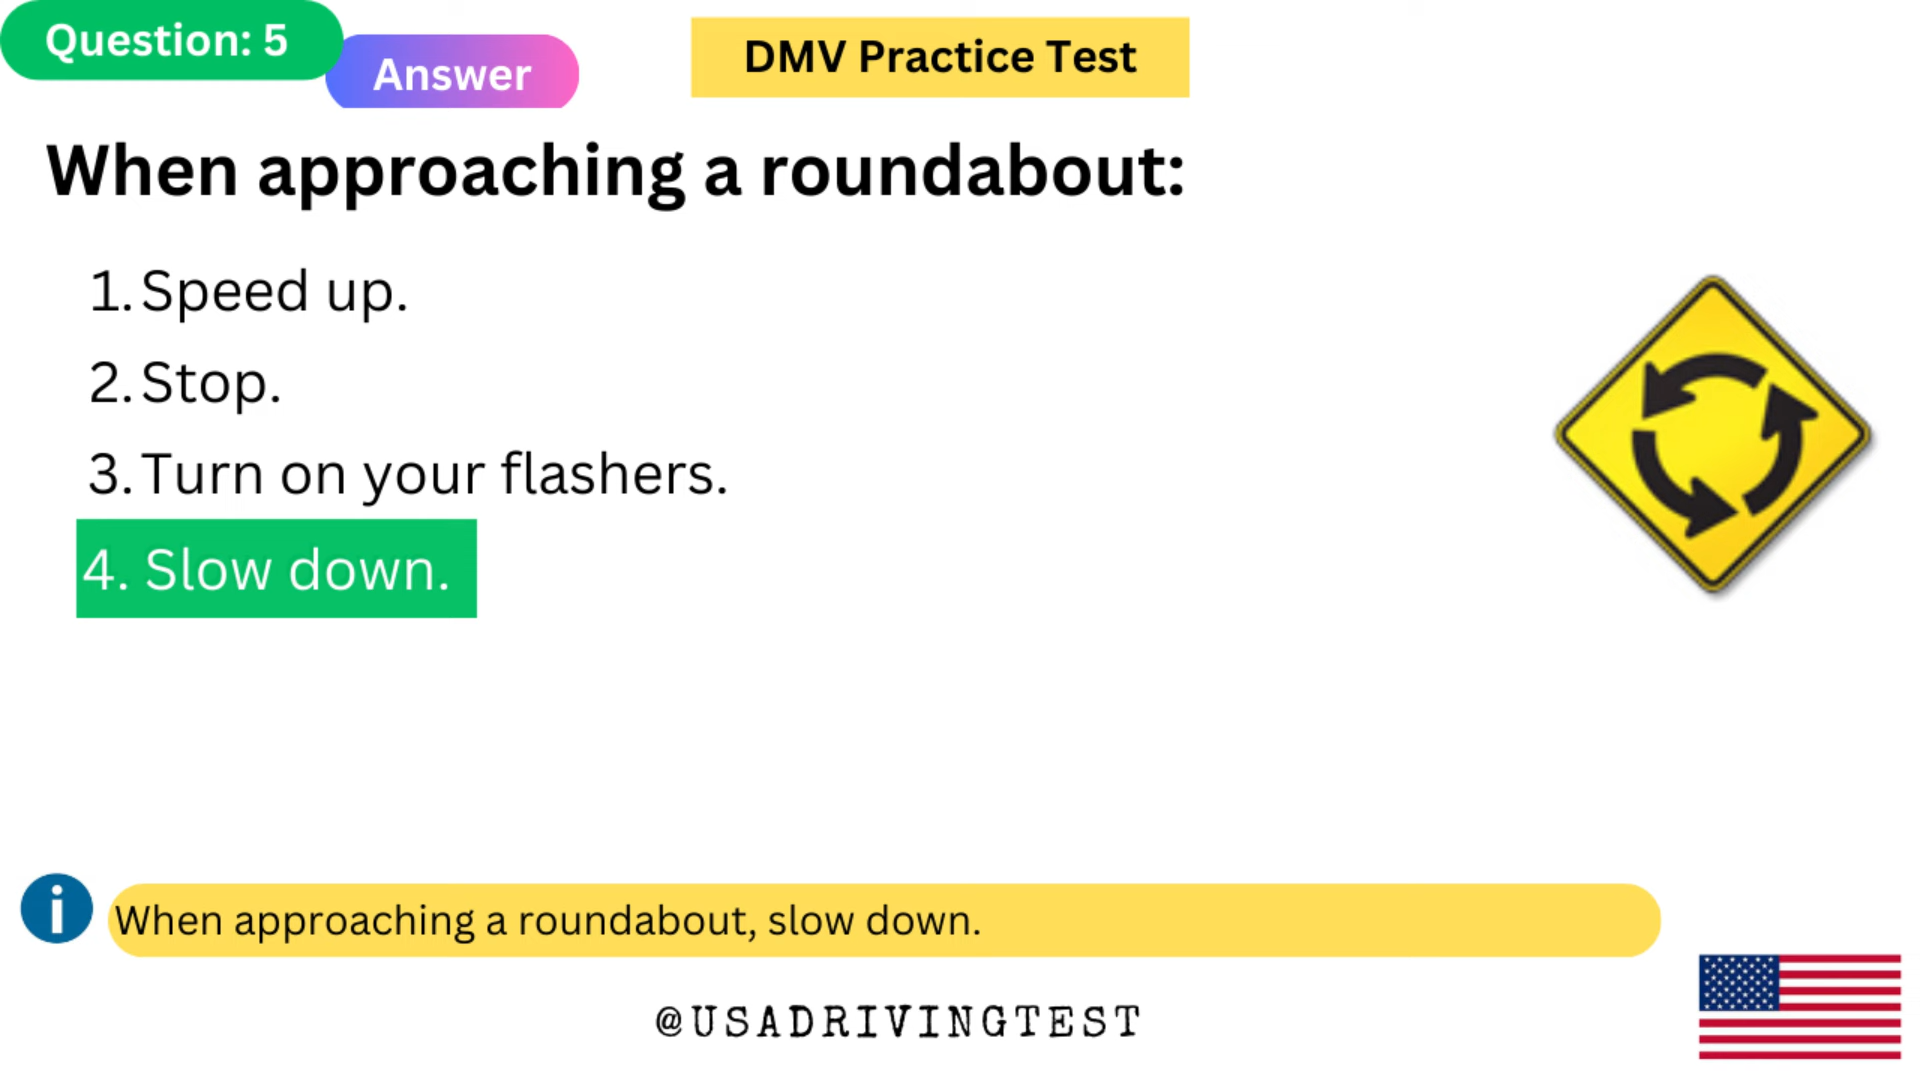 Question: 5
Answer
DMV Practice Test
When approaching a roundabout:
1. Speed up.
2. Stop.
3. Turn on your flashers.
4. Slow down.
i
When approaching a roundabout, slow down.
@USADRIVINGTEST